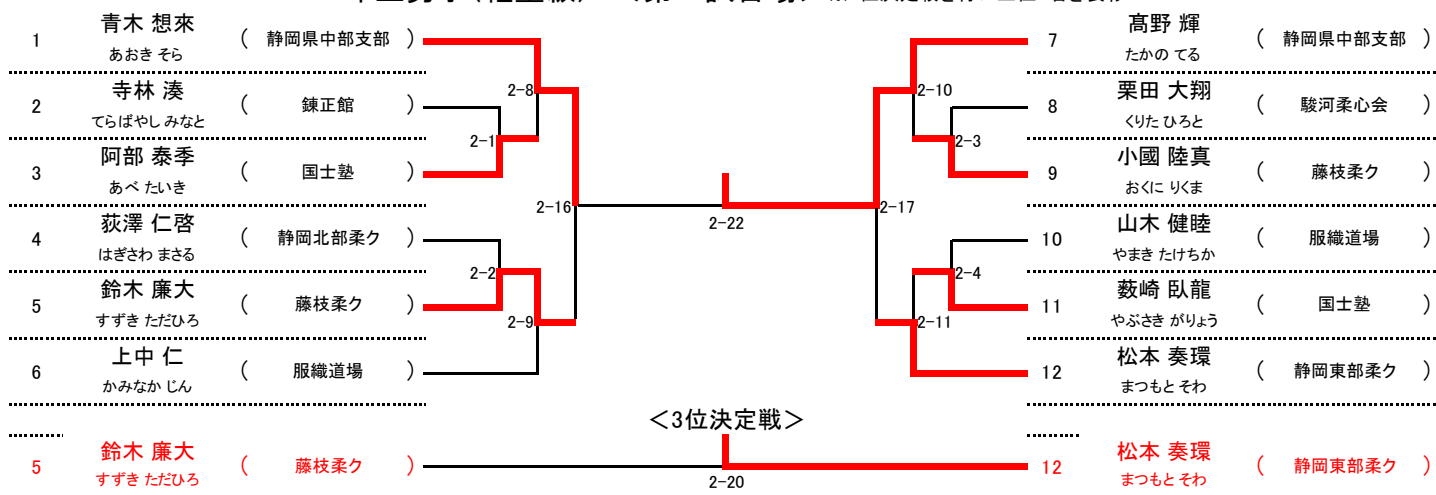 1 青木 想來 ( 静岡県中部支部 )
あおき そら
2 寺林 湊 ( 錬正館 )
てらばやし みなと
3 阿部 泰季 ( 国士塾 )
あべ たいき
4 荻澤 仁啓 ( 静岡北部柔ク )
はぎさわ まさる
5 鈴木 廉大 ( 藤枝柔ク )
すずき ただひろ
6 上中 仁 ( 服織道場 )
かみなか じん
2-8
2-1
2-16
2-2
2-9
2-22
2-10
2-3
2-17
2-4
2-11
7 髙野 輝 ( 静岡県中部支部 )
たかの てる
8 栗田 大翔 ( 駿河柔心会 )
くりた ひろと
9 小國 陸真 ( 藤枝柔ク )
おくに りくま
10 山木 健睦 ( 服織道場 )
やまき たけちか
11 薮崎 臥龍 ( 国士塾 )
やぶさき がりょう
12 松本 奏環 ( 静岡東部柔ク )
まつもと そわ
＜3位決定戦＞
5 鈴木 廉大 ( 藤枝柔ク )
すずき ただひろ
2-20
12 松本 奏環 ( 静岡東部柔ク )
まつもと そわ